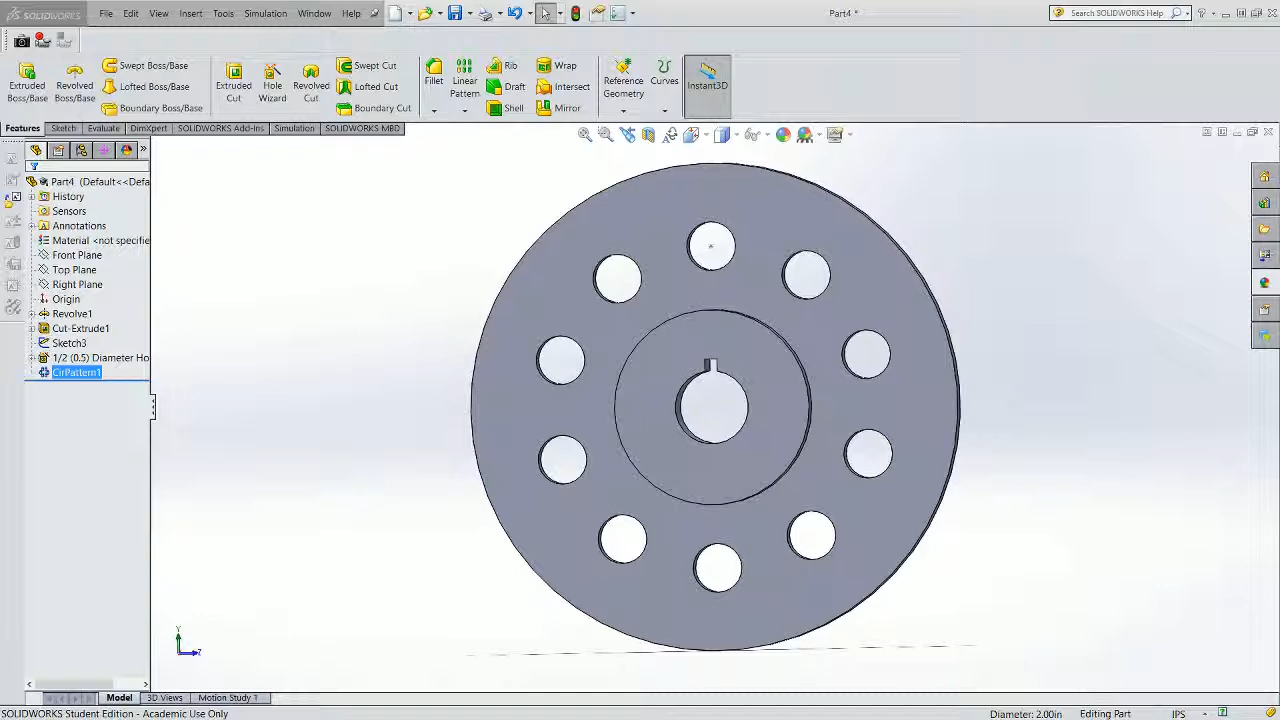 SOLIDWORKS File Edit View Insert Tools Simulation Window Help Part4 * Search SOLIDWORKS Help
Extruded Boss/Base
Revolved Boss/Base
Swept Boss/Base
Lofted Boss/Base
Boundary Boss/Base
Extruded Cut
Hole Wizard
Revolved Cut
Swept Cut
Lofted Cut
Boundary Cut
Fillet
Linear Pattern
Rib
Draft
Shell
Wrap
Intersect
Mirror
Reference Geometry
Curves
Instant3D
Features Sketch Evaluate DimXpert SOLIDWORKS Add-Ins Simulation SOLIDWORKS MBD
Part4 (Default<<Defa
History
Sensors
Annotations
Material <not specifie
Front Plane
Top Plane
Right Plane
Origin
Revolve1
Cut-Extrude1
Sketch3
1/2 (0.5) Diameter Ho
CirPattern1
Y
Z
Model 3D Views Motion Study 1
SOLIDWORKS Student Edition - Academic Use Only Diameter: 2.00in Editing Part IPS